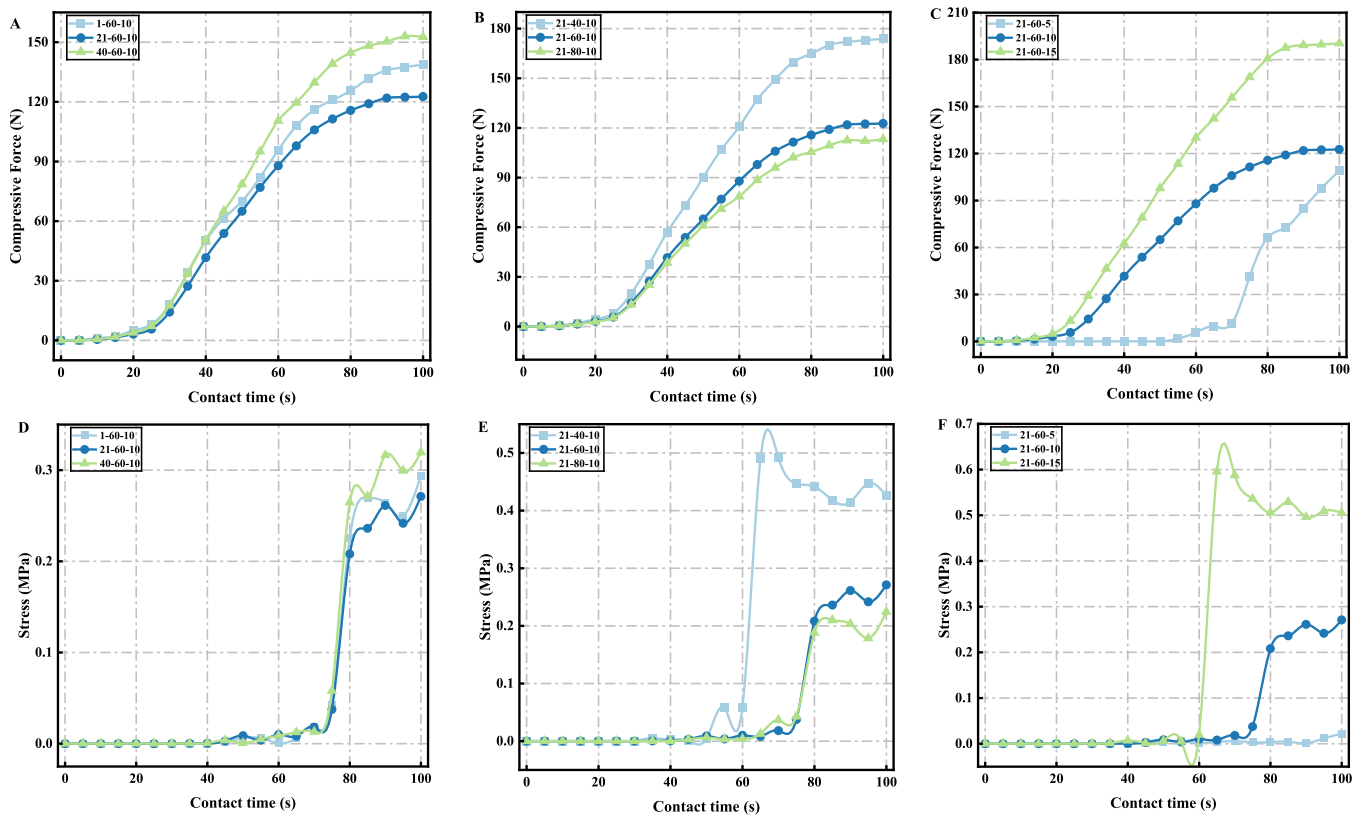 A
1-60-10
21-60-10
40-60-10
150
120
90
60
30
0
Compressive Force (N)
0 20 40 60 80 100
Contact time (s)
B
21-40-10
21-60-10
21-80-10
180
150
120
90
60
30
0
Compressive Force (N)
0 20 40 60 80 100
Contact time (s)
C
21-60-5
21-60-10
21-60-15
210
180
150
120
90
60
30
0
Compressive Force (N)
0 20 40 60 80 100
Contact time (s)
D
1-60-10
21-60-10
40-60-10
0.3
0.2
0.1
0.0
Stress (MPa)
0 20 40 60 80 100
Contact time (s)
E
21-40-10
21-60-10
21-80-10
0.5
0.4
0.3
0.2
0.1
0.0
Stress (MPa)
0 20 40 60 80 100
Contact time (s)
F
21-60-5
21-60-10
21-60-15
0.7
0.6
0.5
0.4
0.3
0.2
0.1
0.0
Stress (MPa)
0 20 40 60 80 100
Contact time (s)